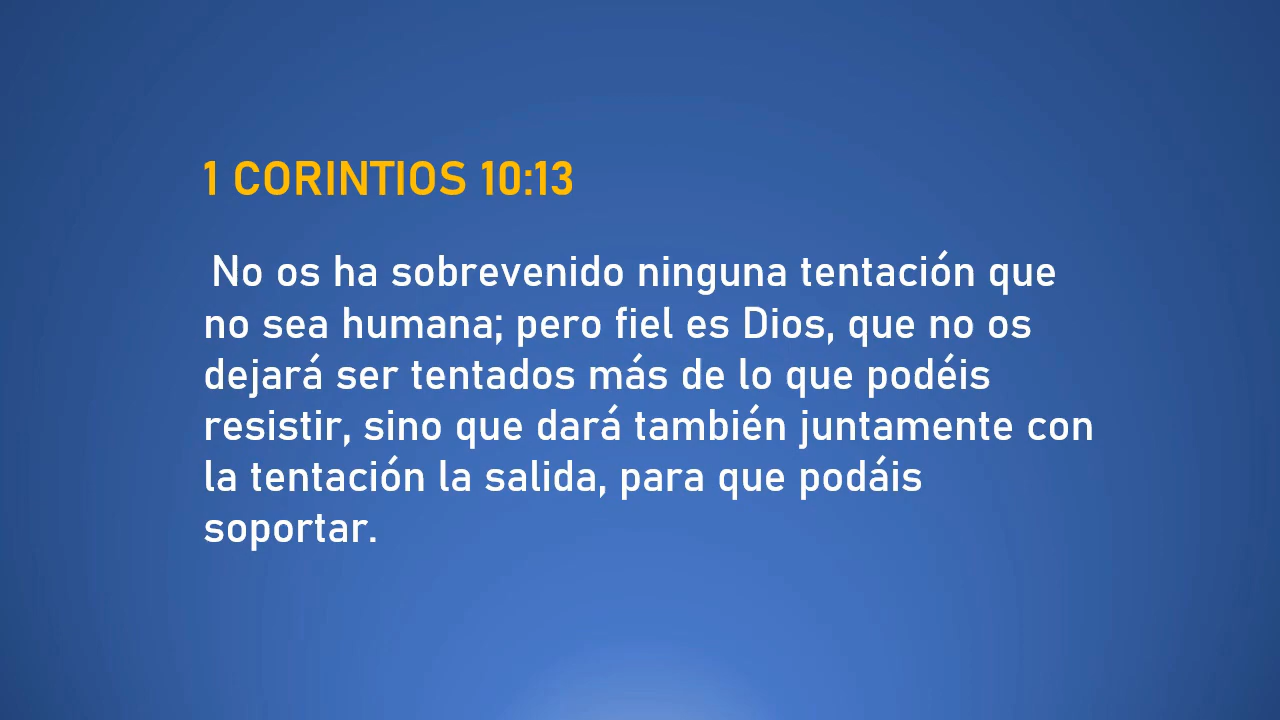 1 CORINTIOS 10:13
No os ha sobrevenido ninguna tentación que
no sea humana; pero fiel es Dios, que no os
dejará ser tentados más de lo que podéis
resistir, sino que dará también juntamente con
la tentación la salida, para que podáis
soportar.